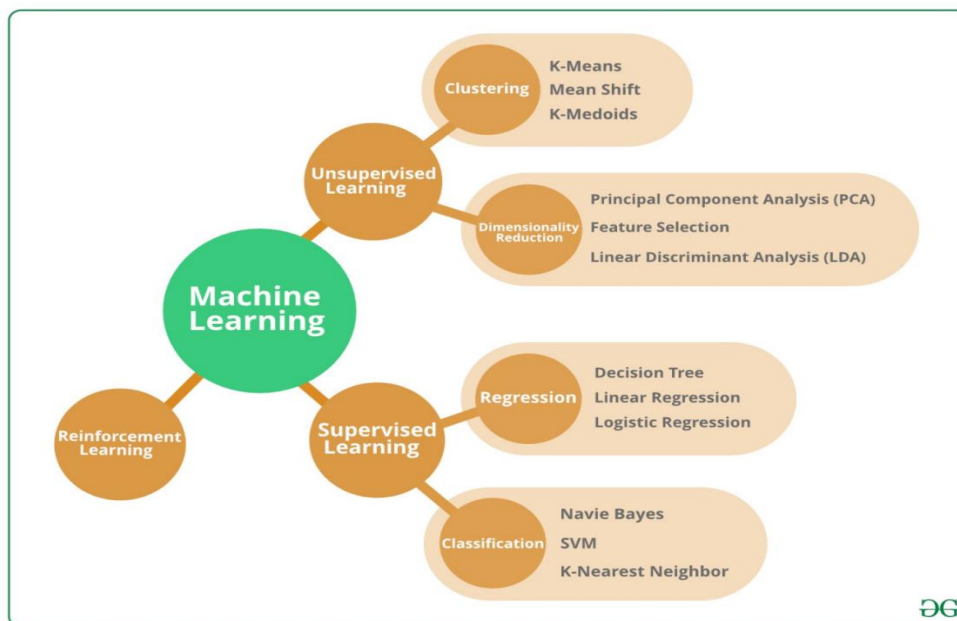 Clustering
K-Means
Mean Shift
K-Medoids
Unsupervised
Learning
Dimensionality
Reduction
Principal Component Analysis (PCA)
Feature Selection
Linear Discriminant Analysis (LDA)
Machine
Learning
Reinforcement
Learning
Supervised
Learning
Regression
Decision Tree
Linear Regression
Logistic Regression
Classification
Navie Bayes
SVM
K-Nearest Neighbor